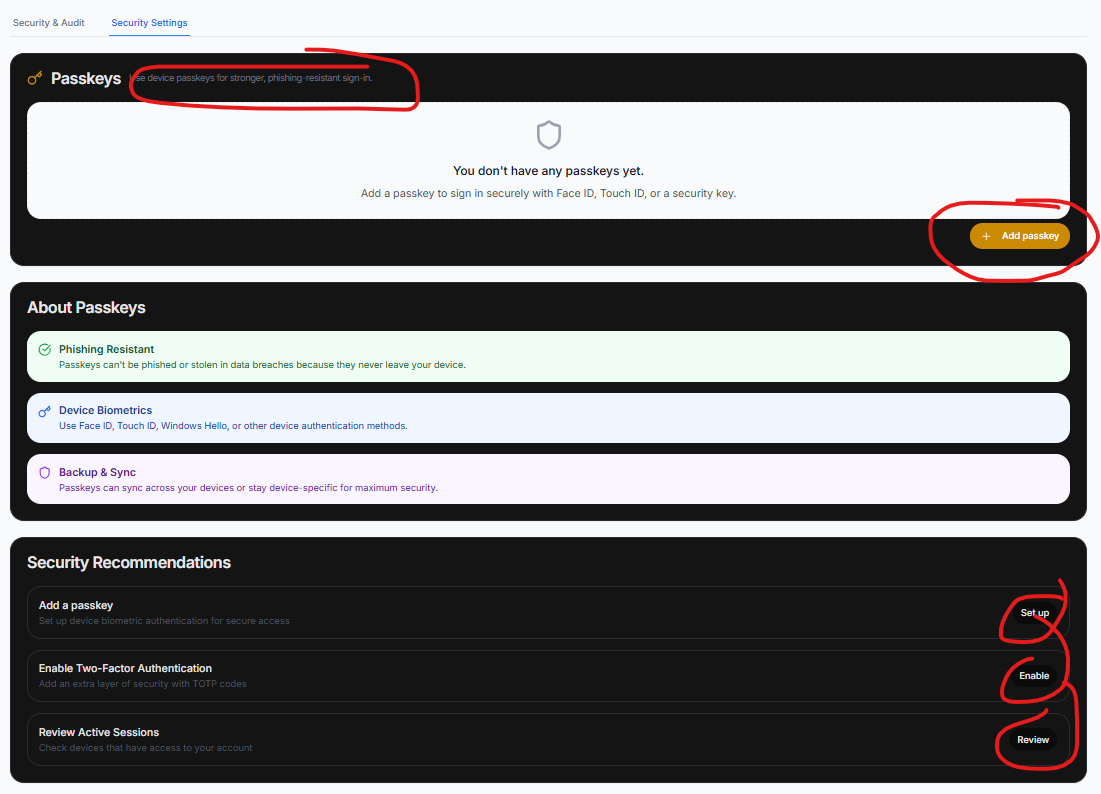 Security & Audit Security Settings
Passkeys Use device passkeys for stronger, phishing-resistant sign-in.
You don't have any passkeys yet.
Add a passkey to sign in securely with Face ID, Touch ID, or a security key.
+ Add passkey
About Passkeys
Phishing Resistant
Passkeys can't be phished or stolen in data breaches because they never leave your device.
Device Biometrics
Use Face ID, Touch ID, Windows Hello, or other device authentication methods.
Backup & Sync
Passkeys can sync across your devices or stay device-specific for maximum security.
Security Recommendations
Add a passkey
Set up device biometric authentication for secure access
Set up
Enable Two-Factor Authentication
Add an extra layer of security with TOTP codes
Enable
Review Active Sessions
Check devices that have access to your account
Review